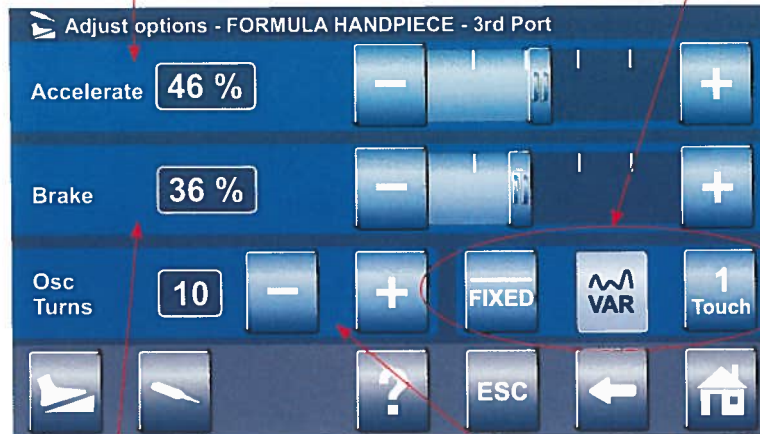 Adjust options - FORMULA HANDPIECE - 3rd Port
Accelerate 46 % − +
Brake 36 % − +
Osc
Turns 10 − + FIXED VAR 1
Touch
? ESC